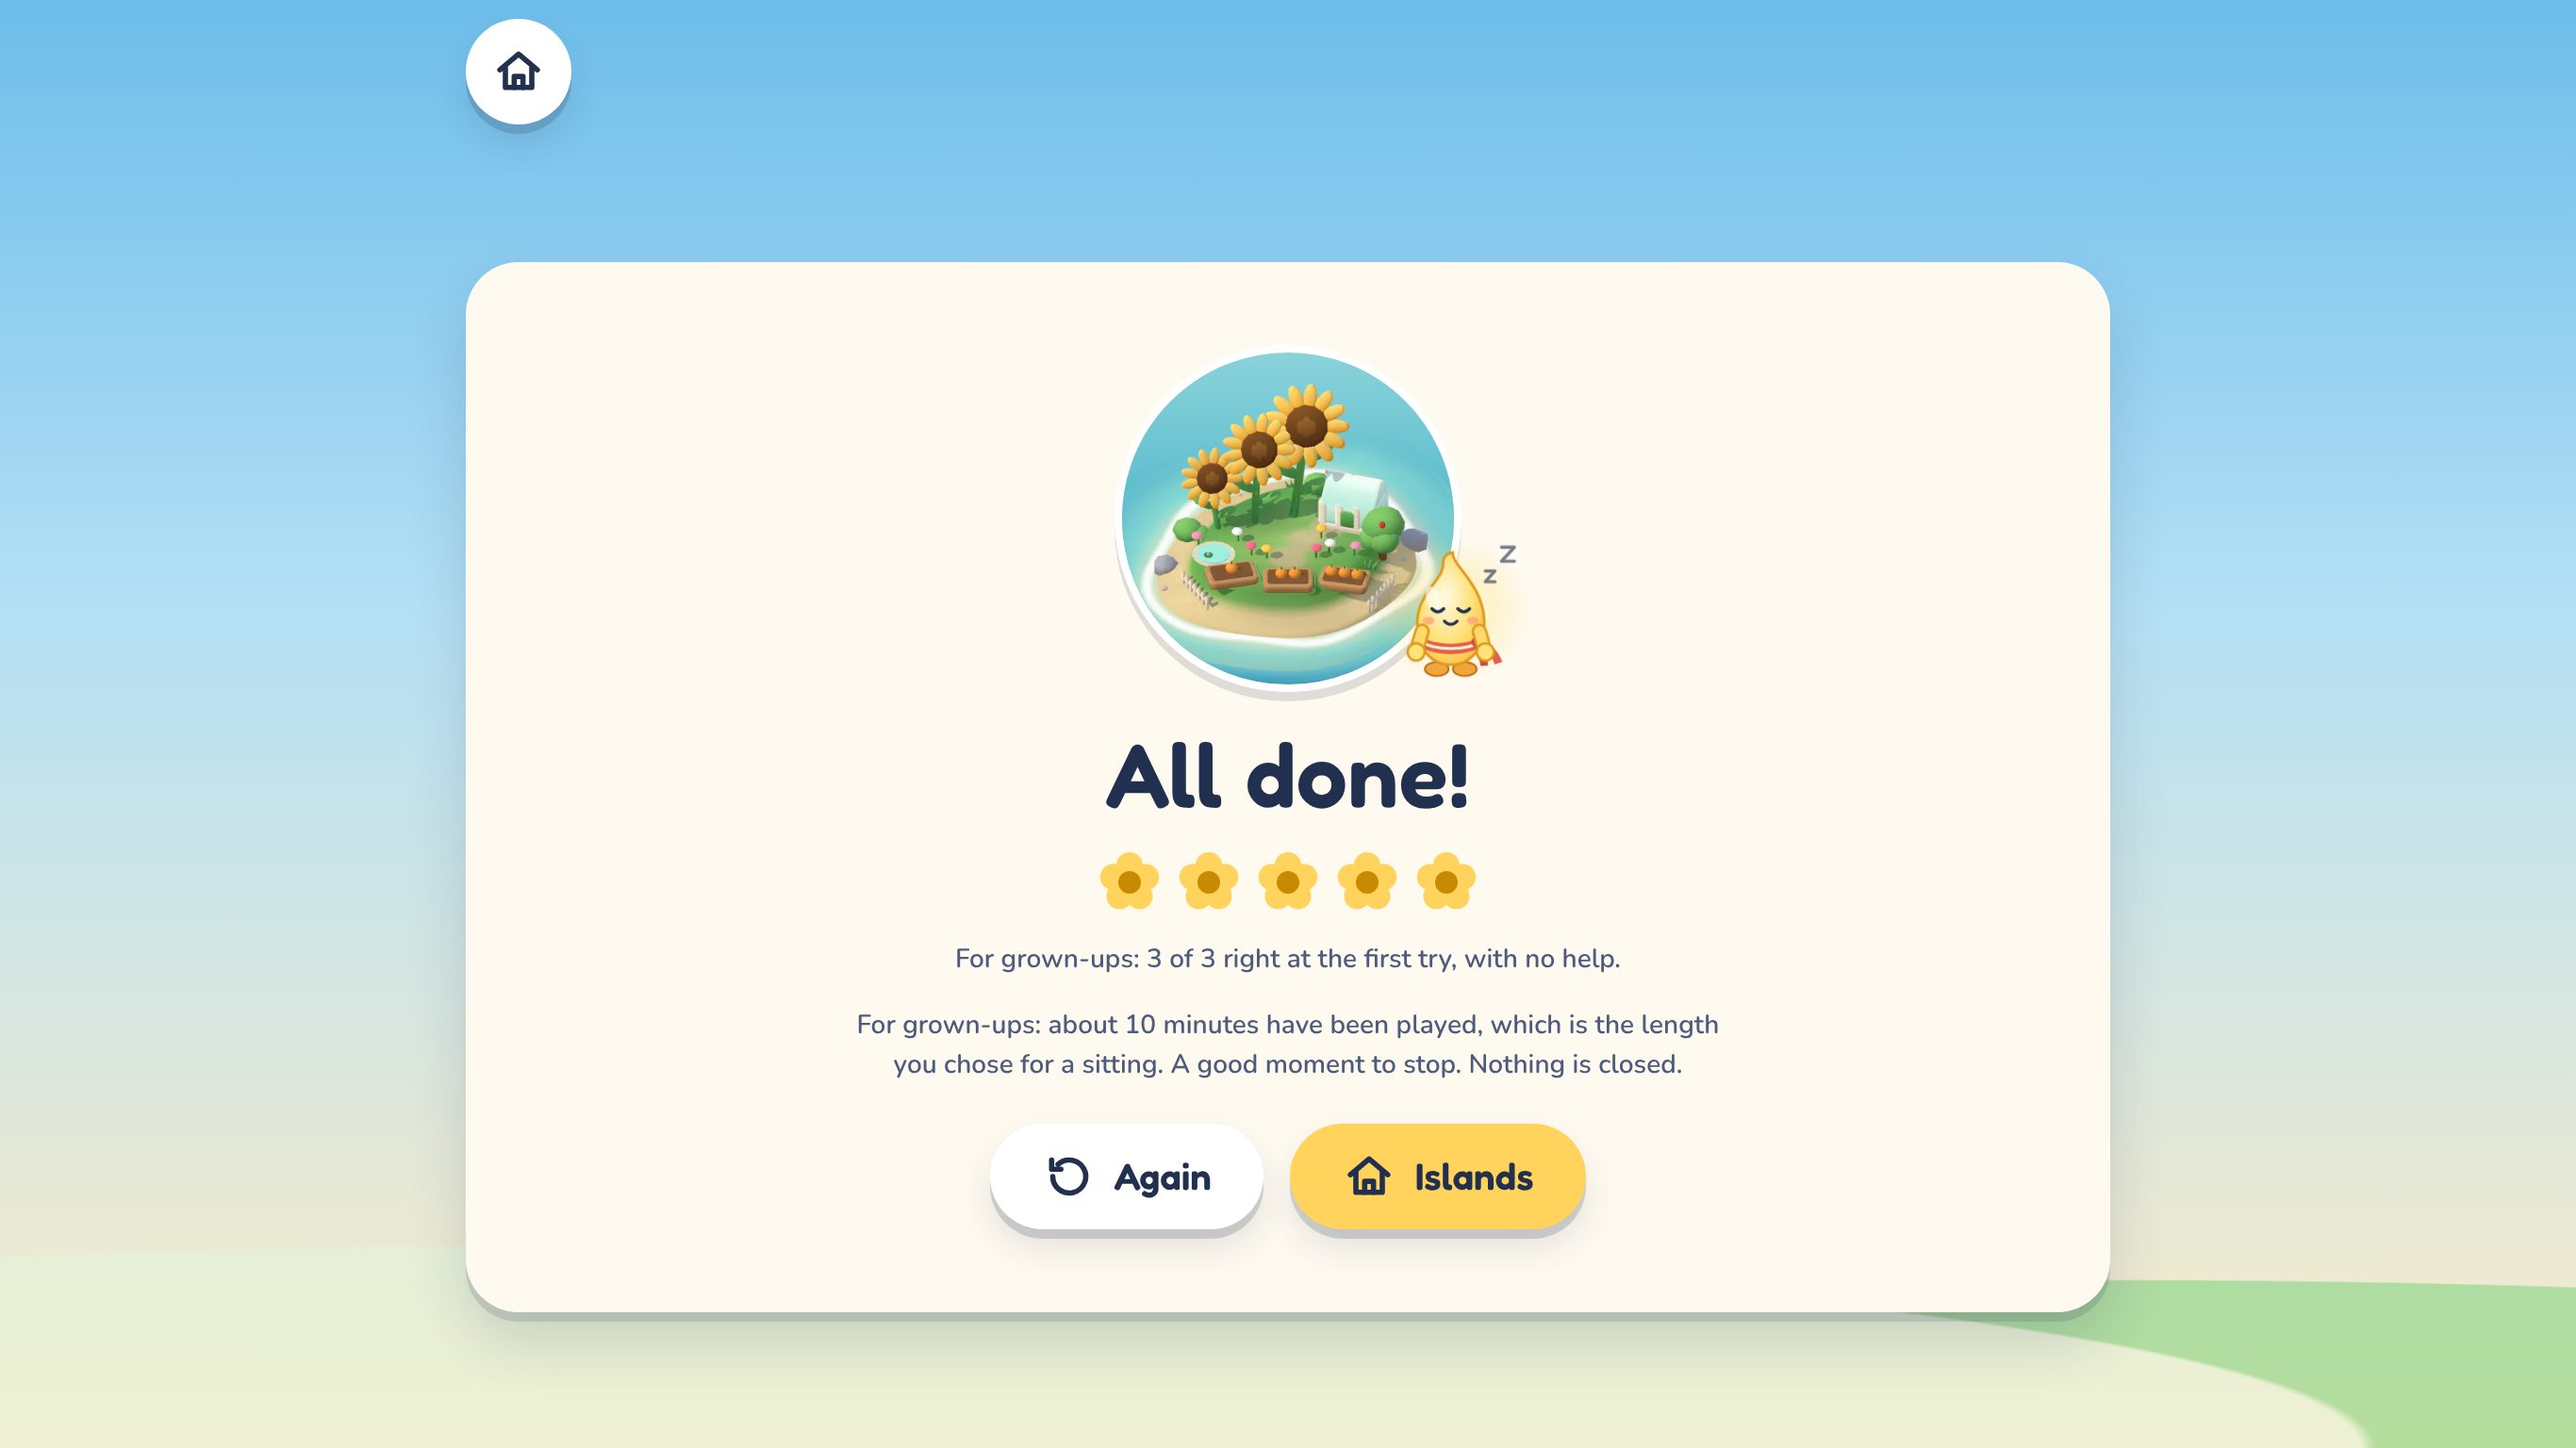 z Z
All done!
For grown-ups: 3 of 3 right at the first try, with no help.
For grown-ups: about 10 minutes have been played, which is the length
you chose for a sitting. A good moment to stop. Nothing is closed.
Again
Islands